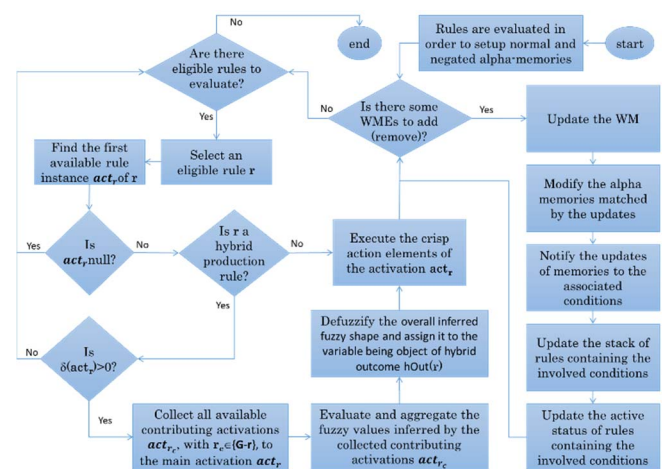 start
Rules are evaluated in
order to setup normal and
negated alpha-memories
end
No
Are there
eligible rules to
evaluate?
Yes
No
Is there some
WMEs to add
(remove)?
Yes
Update the WM
Find the first
available rule
instance actᵣ of r
Select an
eligible rule r
Modify the alpha
memories matched
by the updates
Is
actᵣ null?
Yes
No
Is r a
hybrid
production
rule?
No
Yes
Execute the crisp
action elements of
the activation actᵣ
Notify the updates
of memories to the
associated
conditions
Defuzzify the overall inferred
fuzzy shape and assign it to the
variable being object of hybrid
outcome hOut(r)
Update the stack of
rules containing the
involved conditions
Is
δ(actᵣ)>0?
No
Yes
Collect all available
contributing activations
act_{r_c}, with r_c∈{G-r}, to
the main activation actᵣ
Evaluate and aggregate the
fuzzy values inferred by the
collected contributing
activations act_{r_c}
Update the active
status of rules
containing the
involved conditions